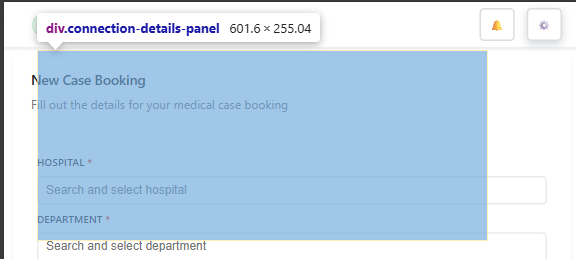 div.connection-details-panel 601.6 × 255.04
New Case Booking
Fill out the details for your medical case booking
HOSPITAL *
Search and select hospital
DEPARTMENT *
Search and select department